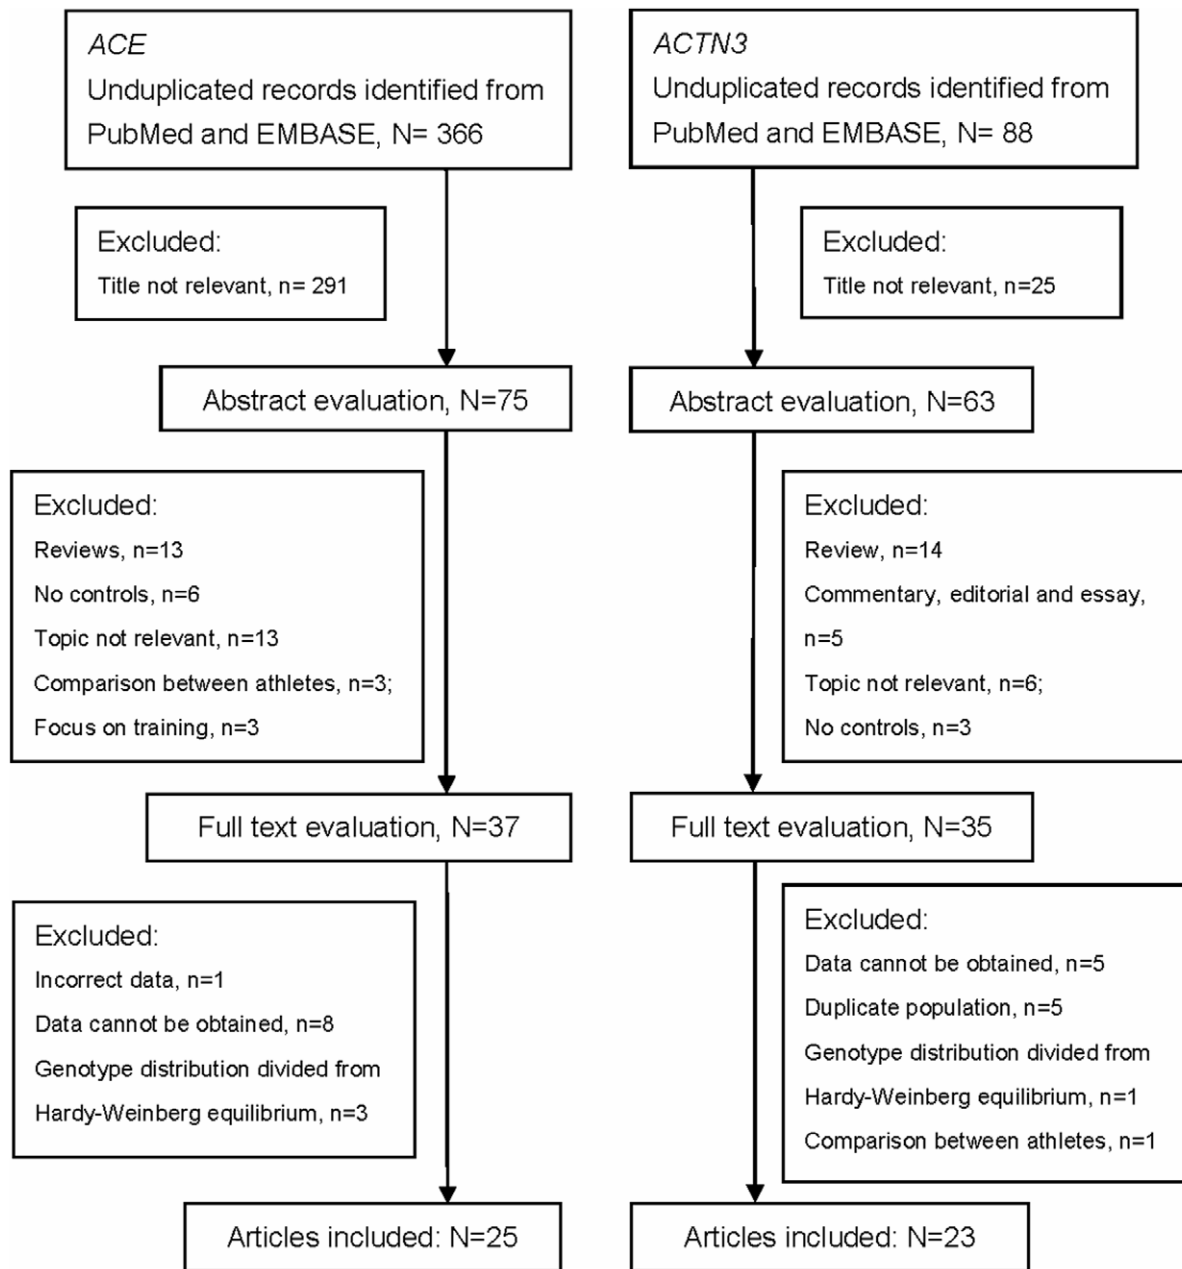 ACE
Unduplicated records identified from
PubMed and EMBASE, N= 366
Excluded:
Title not relevant, n= 291
Abstract evaluation, N=75
Excluded:
Reviews, n=13
No controls, n=6
Topic not relevant, n=13
Comparison between athletes, n=3;
Focus on training, n=3
Full text evaluation, N=37
Excluded:
Incorrect data, n=1
Data cannot be obtained, n=8
Genotype distribution divided from
Hardy-Weinberg equilibrium, n=3
Articles included: N=25
ACTN3
Unduplicated records identified from
PubMed and EMBASE, N= 88
Excluded:
Title not relevant, n=25
Abstract evaluation, N=63
Excluded:
Review, n=14
Commentary, editorial and essay,
n=5
Topic not relevant, n=6;
No controls, n=3
Full text evaluation, N=35
Excluded:
Data cannot be obtained, n=5
Duplicate population, n=5
Genotype distribution divided from
Hardy-Weinberg equilibrium, n=1
Comparison between athletes, n=1
Articles included: N=23